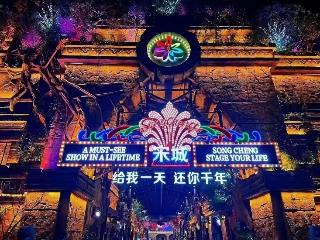 宋
A MUST-SEE
SHOW IN A LIFETIME
宋城
SONG CHENG
STAGE YOUR LIFE
给我一天 还你千年